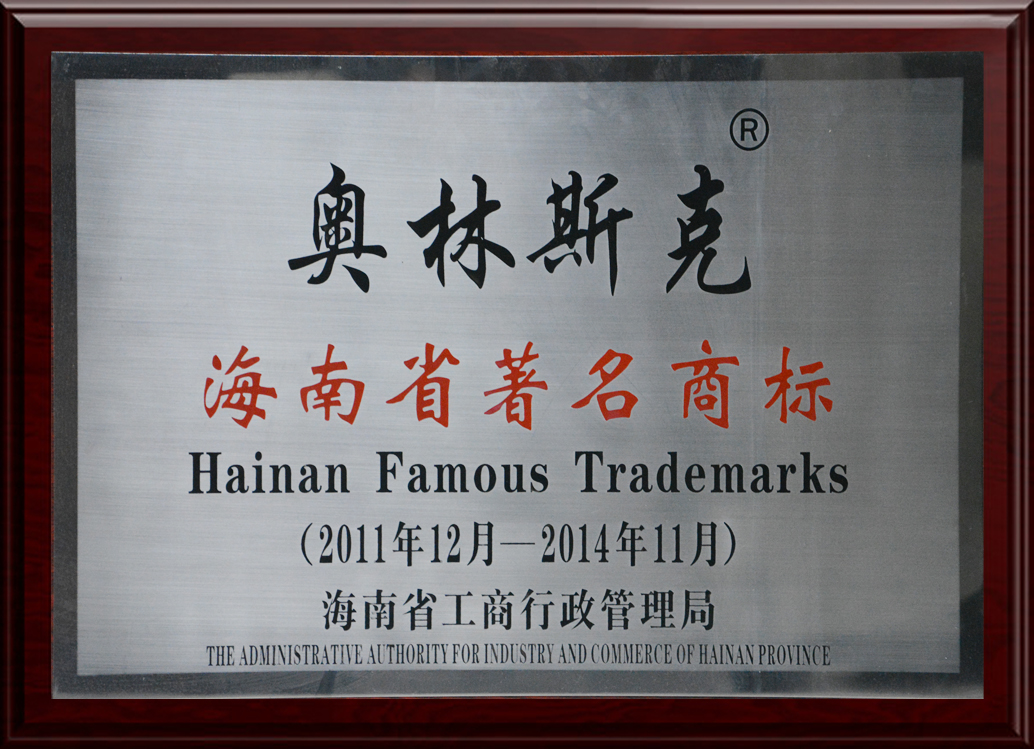 奥林斯克®
海南省著名商标
Hainan Famous Trademarks
（2011年12月—2014年11月）
海南省工商行政管理局
THE ADMINISTRATIVE AUTHORITY FOR INDUSTRY AND COMMERCE OF HAINAN PROVINCE